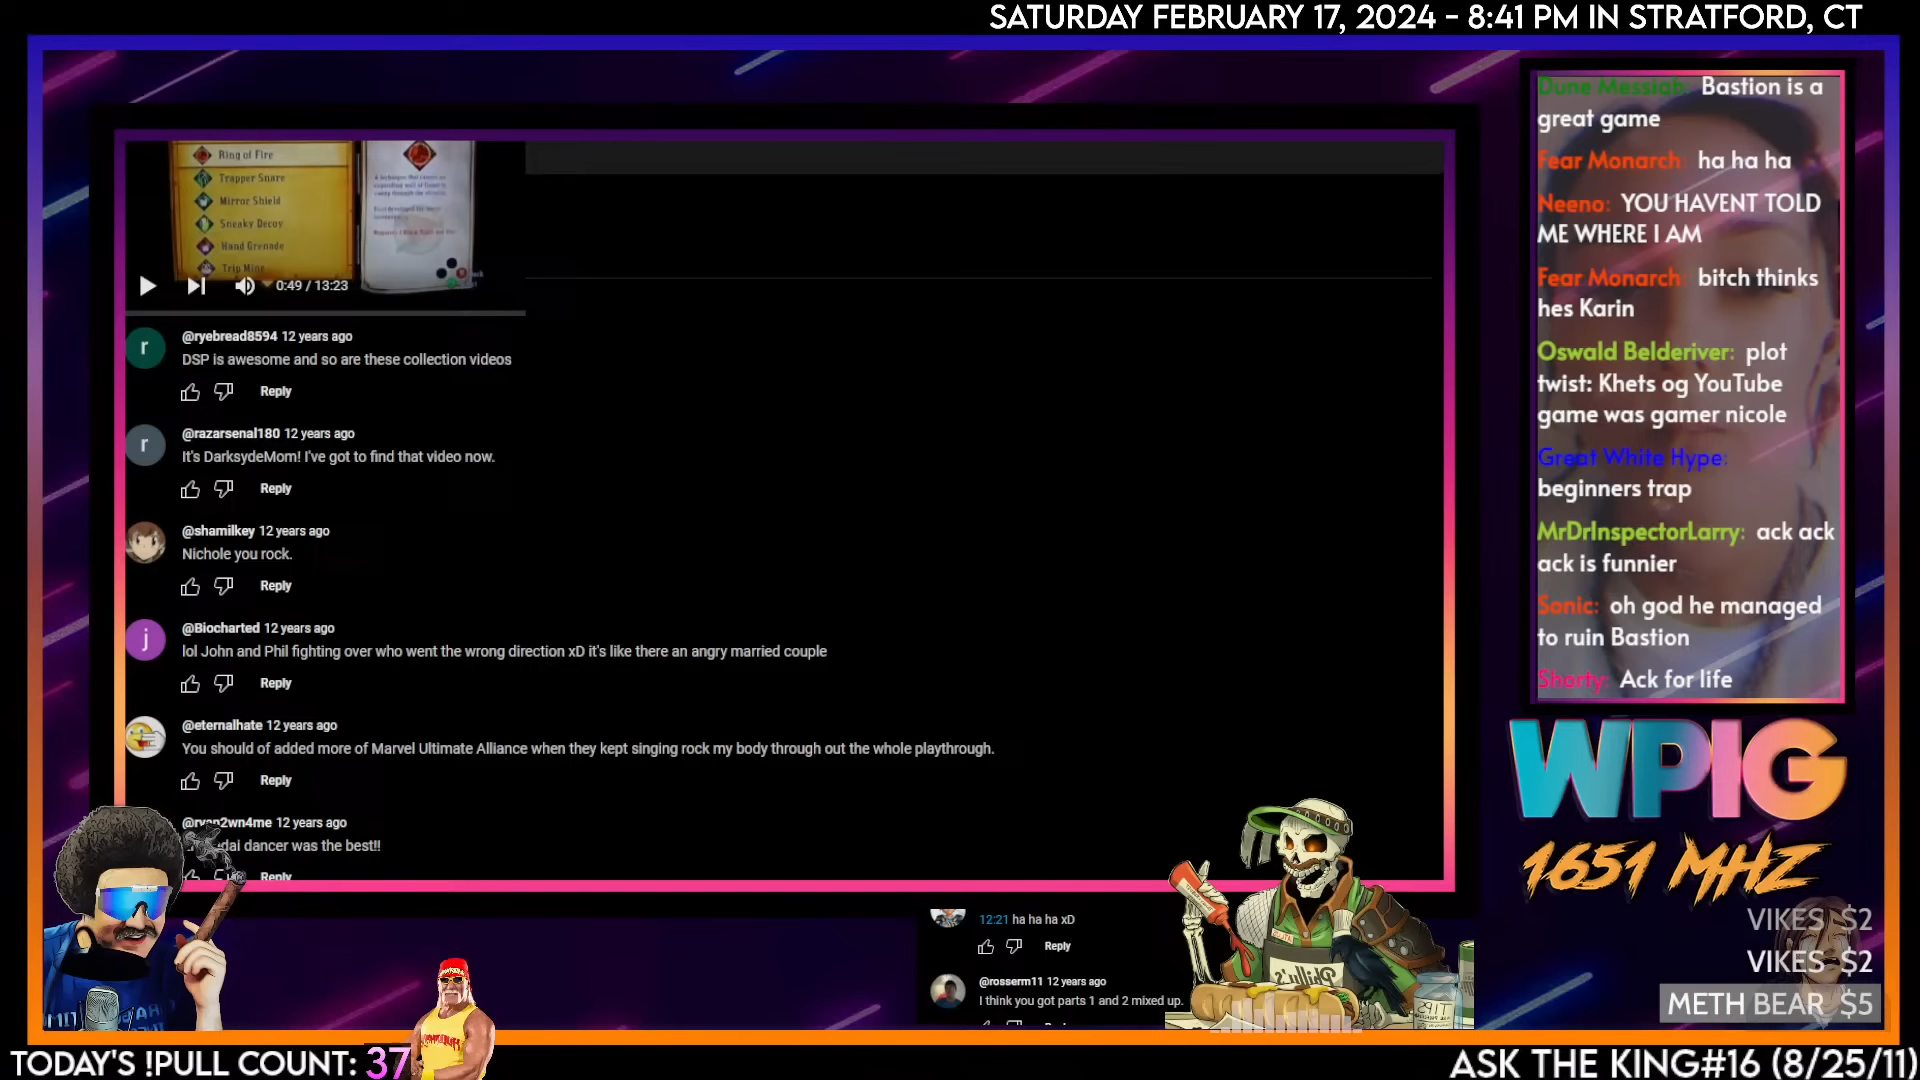 SATURDAY FEBRUARY 17, 2024 - 8:41 PM IN STRATFORD, CT
Ring of Fire
Trapper Snare
Mirror Shield
Sneaky Decoy
Hand Grenade
Trip Mine
0:49 / 13:23
r
@ryebread8594 12 years ago
DSP is awesome and so are these collection videos
Reply
r
@razarsenal180 12 years ago
It's DarksydeMom! I've got to find that video now.
Reply
@shamilkey 12 years ago
Nichole you rock.
Reply
j
@Biocharted 12 years ago
lol John and Phil fighting over who went the wrong direction xD it's like there an angry married couple
Reply
@eternalhate 12 years ago
You should of added more of Marvel Ultimate Alliance when they kept singing rock my body through out the whole playthrough.
Reply
@ryan2wn4me 12 years ago
dai dancer was the best!!
Reply
12:21 ha ha ha xD
Reply
@rosserm11 12 years ago
I think you got parts 1 and 2 mixed up.
Philly's
TIPS
Dune Messiah: Bastion is a
great game
Fear Monarch: ha ha ha
Neeno: YOU HAVENT TOLD
ME WHERE I AM
Fear Monarch: bitch thinks
hes Karin
Oswald Belderiver: plot
twist: Khets og YouTube
game was gamer nicole
Great White Hype:
beginners trap
MrDrInspectorLarry: ack ack
ack is funnier
Sonic: oh god he managed
to ruin Bastion
Shorty: Ack for life
WPIG
1651 MHZ
VIKES $2
VIKES $2
METH BEAR $5
TODAY'S !PULL COUNT: 37
ASK THE KING#16 (8/25/11)